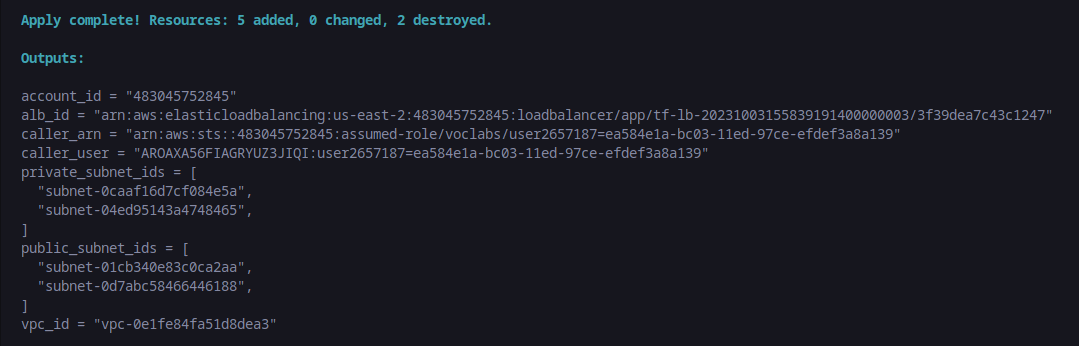 Apply complete! Resources: 5 added, 0 changed, 2 destroyed.
Outputs:
account_id = "483045752845"
alb_id = "arn:aws:elasticloadbalancing:us-east-2:483045752845:loadbalancer/app/tf-lb-20231003155839191400000003/3f39dea7c43c1247"
caller_arn = "arn:aws:sts::483045752845:assumed-role/voclabs/user2657187=ea584e1a-bc03-11ed-97ce-efdef3a8a139"
caller_user = "AROAXA56FIAGRYUZ3JIQI:user2657187=ea584e1a-bc03-11ed-97ce-efdef3a8a139"
private_subnet_ids = [
  "subnet-0caaf16d7cf084e5a",
  "subnet-04ed95143a4748465",
]
public_subnet_ids = [
  "subnet-01cb340e83c0ca2aa",
  "subnet-0d7abc58466446188",
]
vpc_id = "vpc-0e1fe84fa51d8dea3"